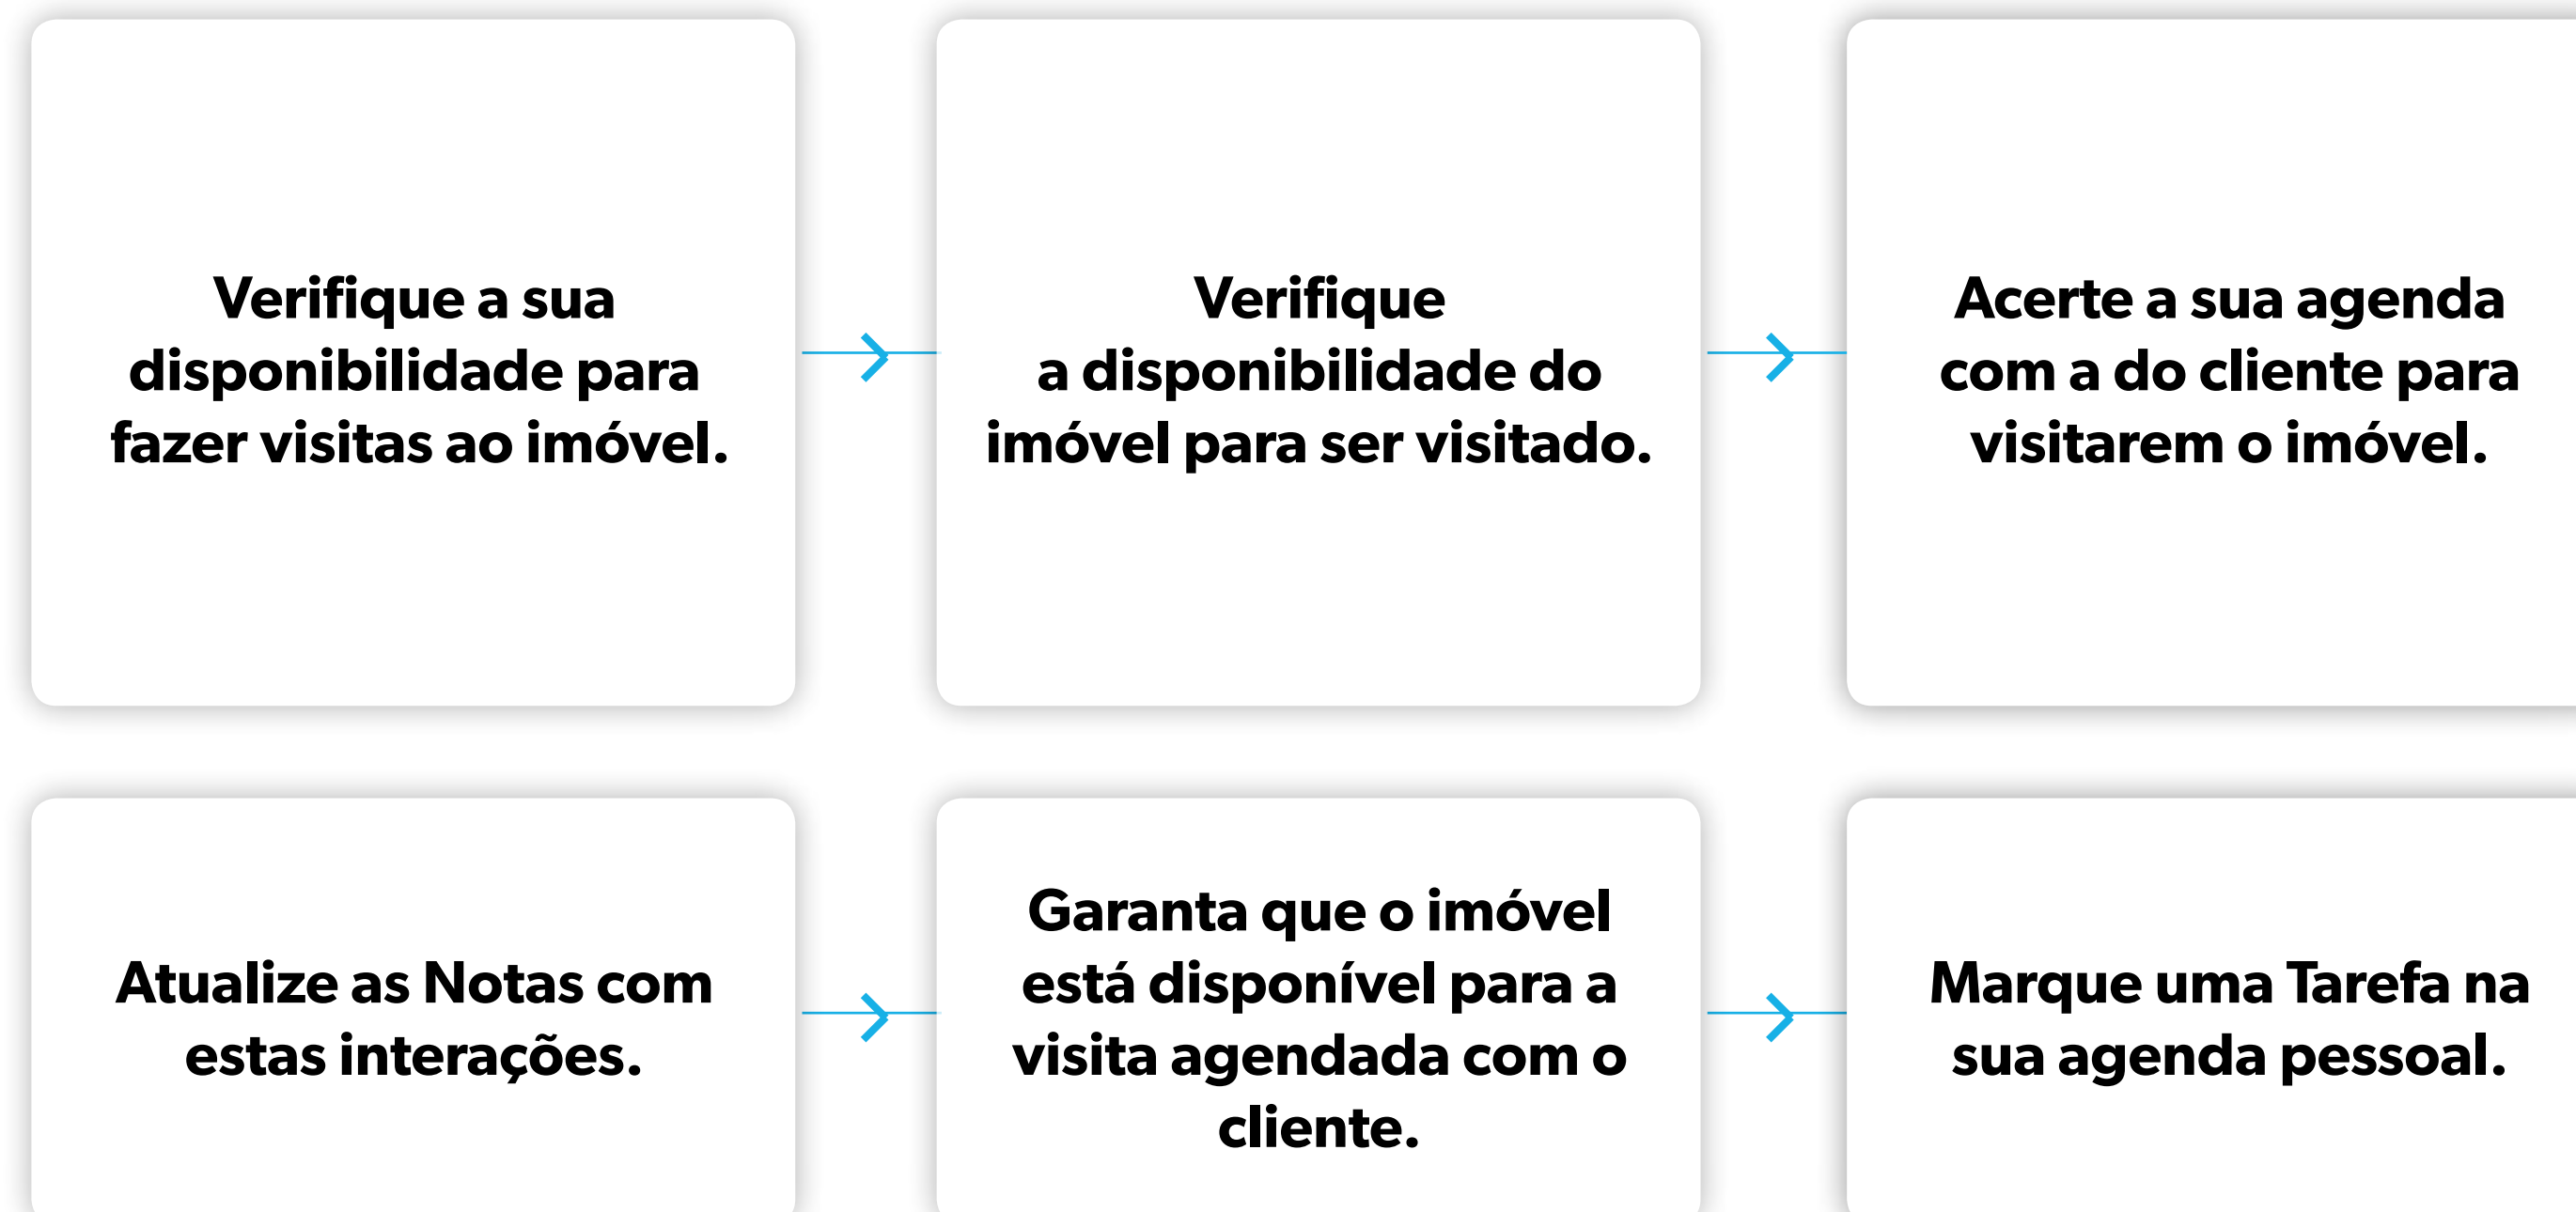 Verifique a sua
disponibilidade para
fazer visitas ao imóvel.
Verifique
a disponibilidade do
imóvel para ser visitado.
Acerte a sua agenda
com a do cliente para
visitarem o imóvel.
Atualize as Notas com
estas interações.
Garanta que o imóvel
está disponível para a
visita agendada com o
cliente.
Marque uma Tarefa na
sua agenda pessoal.